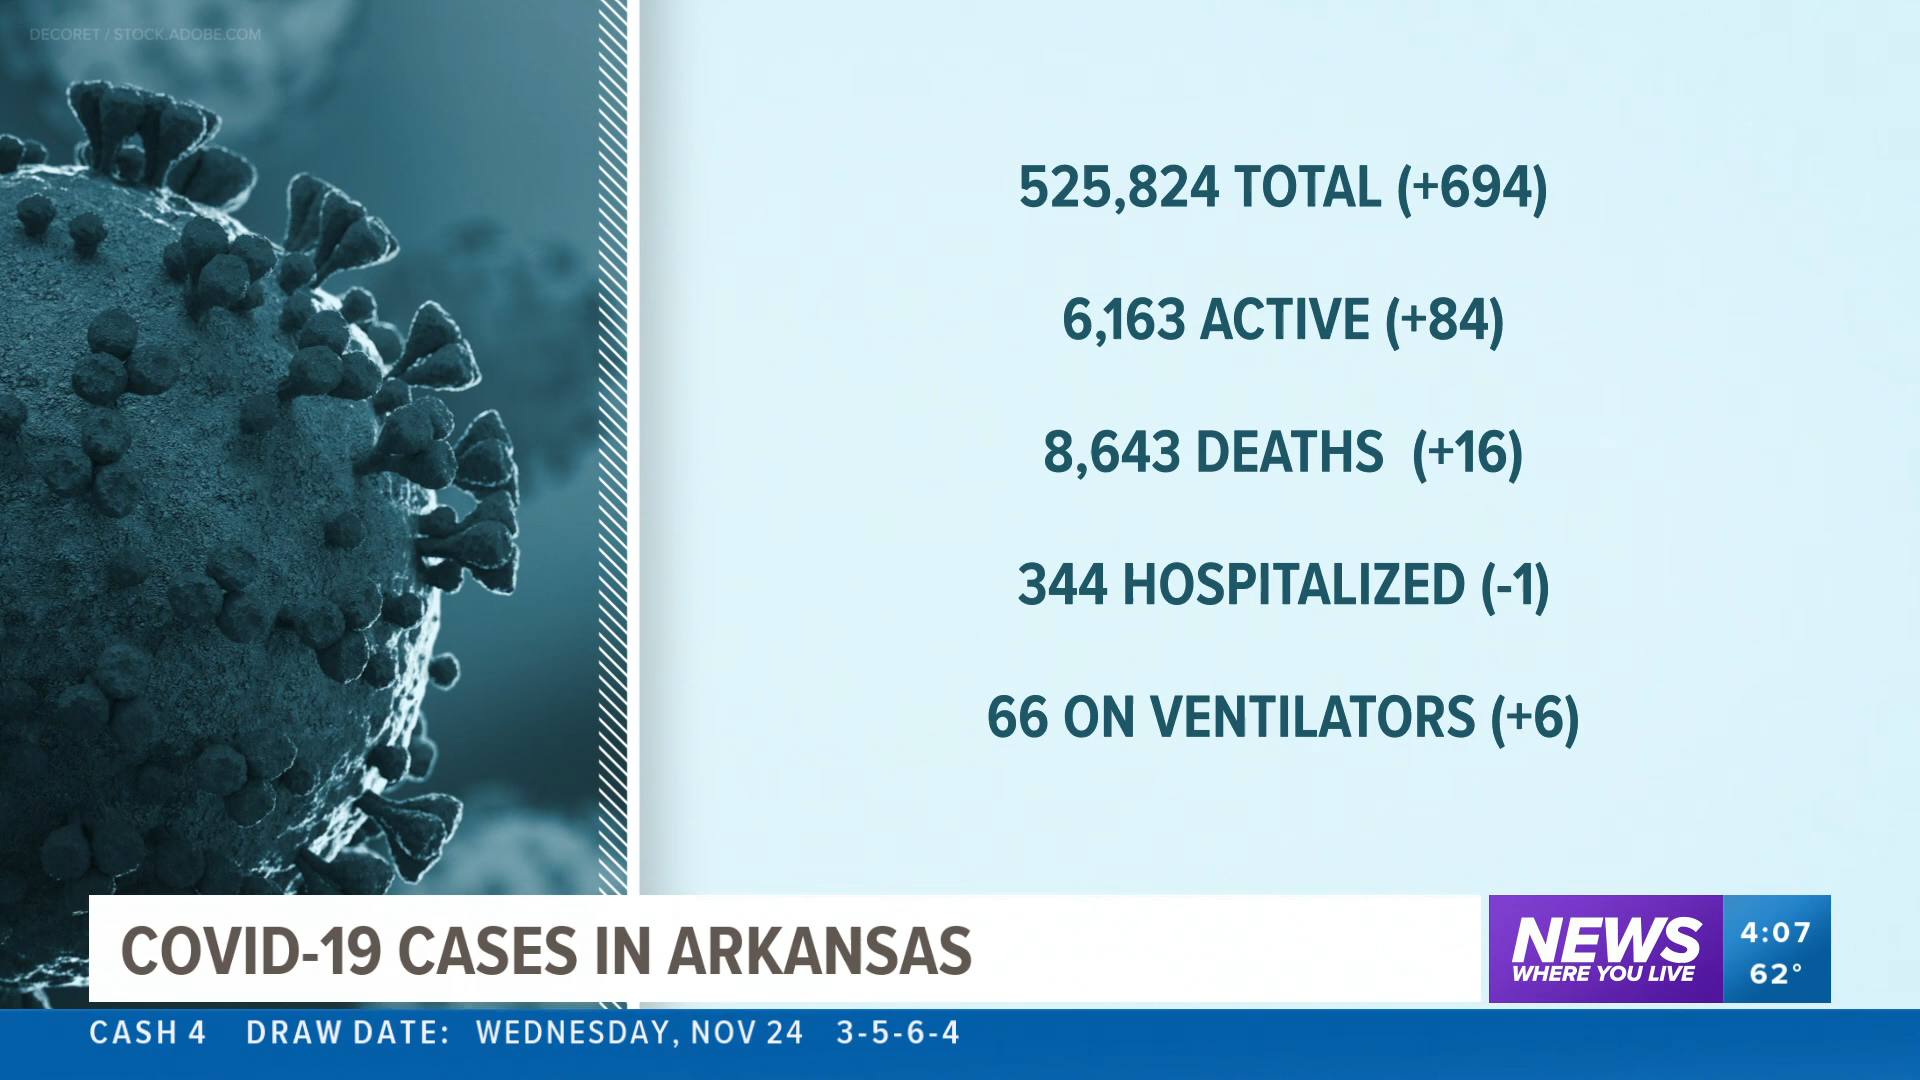 DECORET / STOCK.ADOBE.COM
525,824 TOTAL (+694)
6,163 ACTIVE (+84)
8,643 DEATHS (+16)
344 HOSPITALIZED (-1)
66 ON VENTILATORS (+6)
COVID-19 CASES IN ARKANSAS
NEWS
WHERE YOU LIVE
4:07
62°
CASH 4 DRAW DATE: WEDNESDAY, NOV 24 3-5-6-4